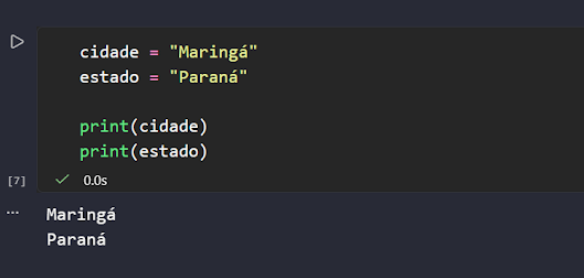 cidade = "Maringá"
estado = "Paraná"
print(cidade)
print(estado)
[7] 0.0s
Maringá
Paraná